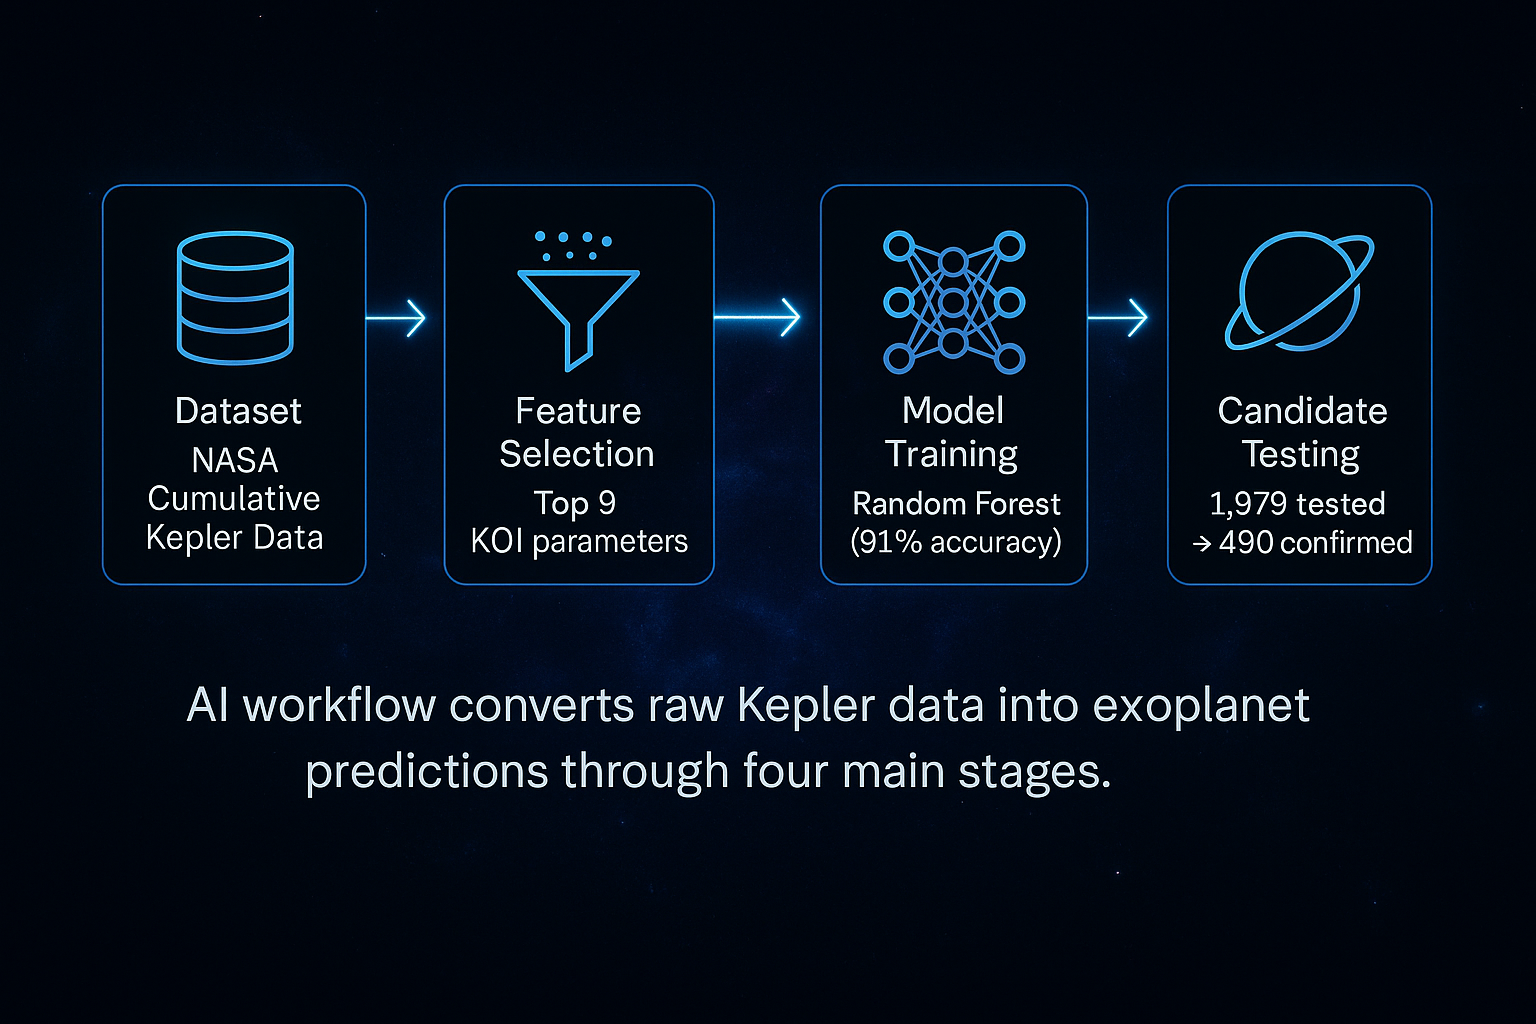 Dataset
NASA
Cumulative
Kepler Data
Feature
Selection
Top 9
KOI parameters
Model
Training
Random Forest
(91% accuracy)
Candidate
Testing
1,979 tested
→ 490 confirmed
AI workflow converts raw Kepler data into exoplanet
predictions through four main stages.